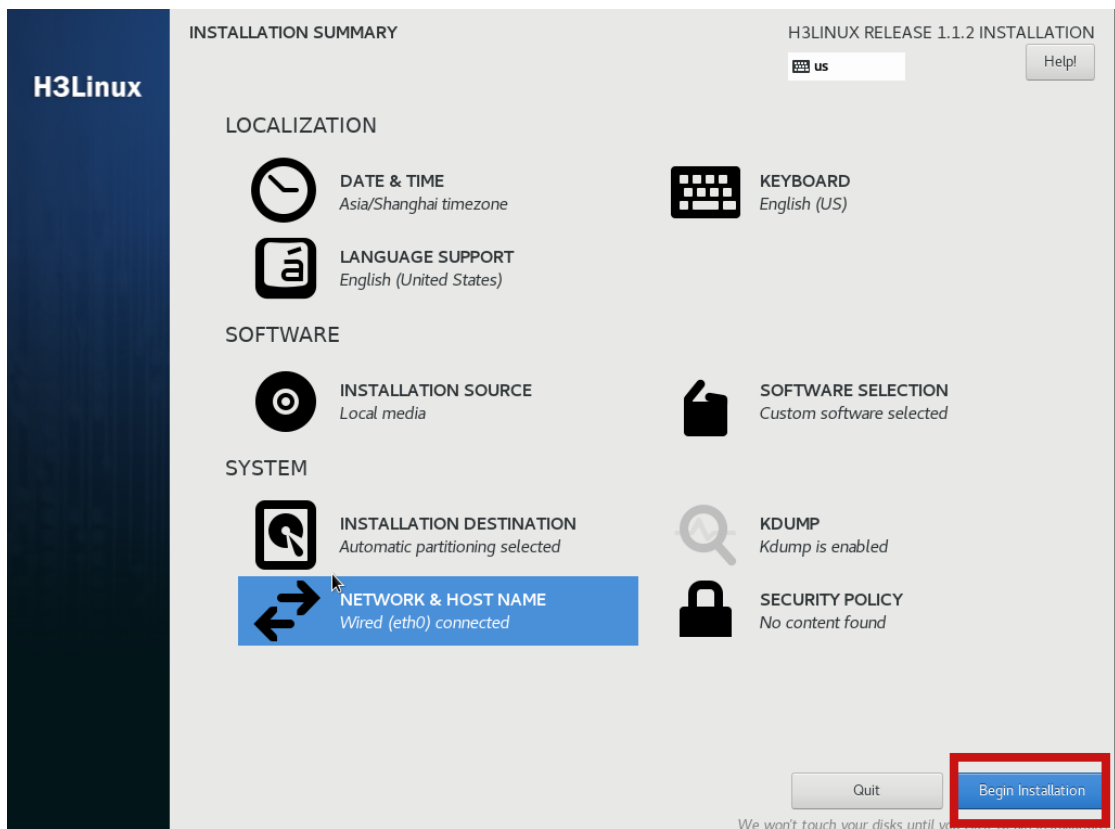 INSTALLATION SUMMARY
H3LINUX RELEASE 1.1.2 INSTALLATION
us
Help!
H3Linux
LOCALIZATION
DATE & TIME
Asia/Shanghai timezone
KEYBOARD
English (US)
LANGUAGE SUPPORT
English (United States)
SOFTWARE
INSTALLATION SOURCE
Local media
SOFTWARE SELECTION
Custom software selected
SYSTEM
INSTALLATION DESTINATION
Automatic partitioning selected
KDUMP
Kdump is enabled
NETWORK & HOST NAME
Wired (eth0) connected
SECURITY POLICY
No content found
Quit
Begin Installation
We won't touch your disks until